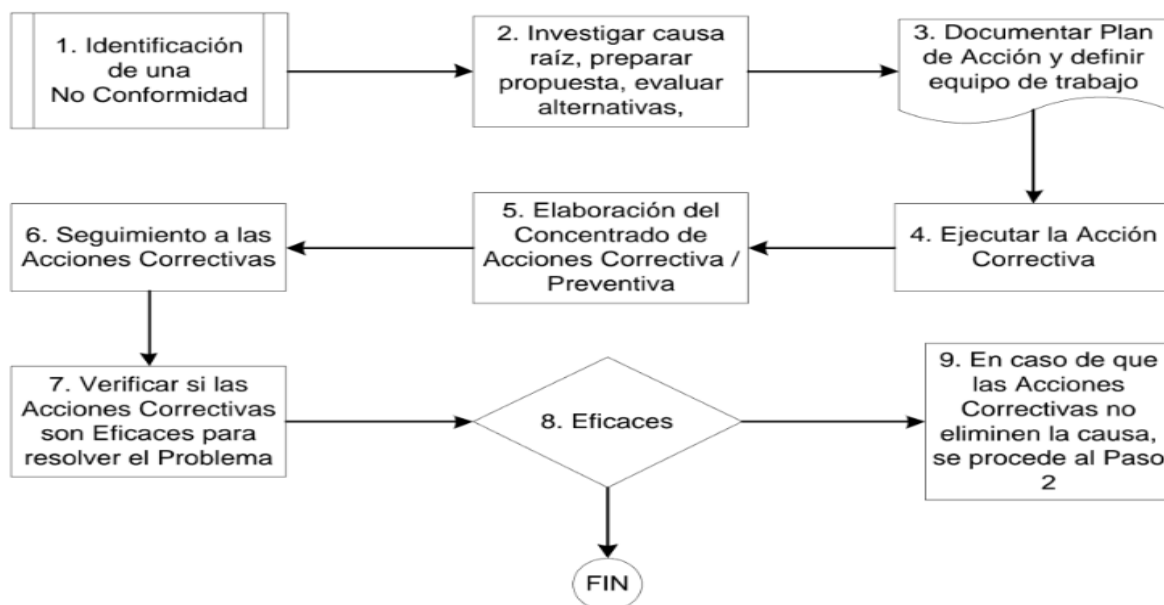 1. Identificación
de una
No Conformidad
2. Investigar causa
raíz, preparar
propuesta, evaluar
alternativas,
3. Documentar Plan
de Acción y definir
equipo de trabajo
4. Ejecutar la Acción
Correctiva
5. Elaboración del
Concentrado de
Acciones Correctiva /
Preventiva
6. Seguimiento a las
Acciones Correctivas
7. Verificar si las
Acciones Correctivas
son Eficaces para
resolver el Problema
8. Eficaces
9. En caso de que
las Acciones
Correctivas no
eliminen la causa,
se procede al Paso
2
FIN